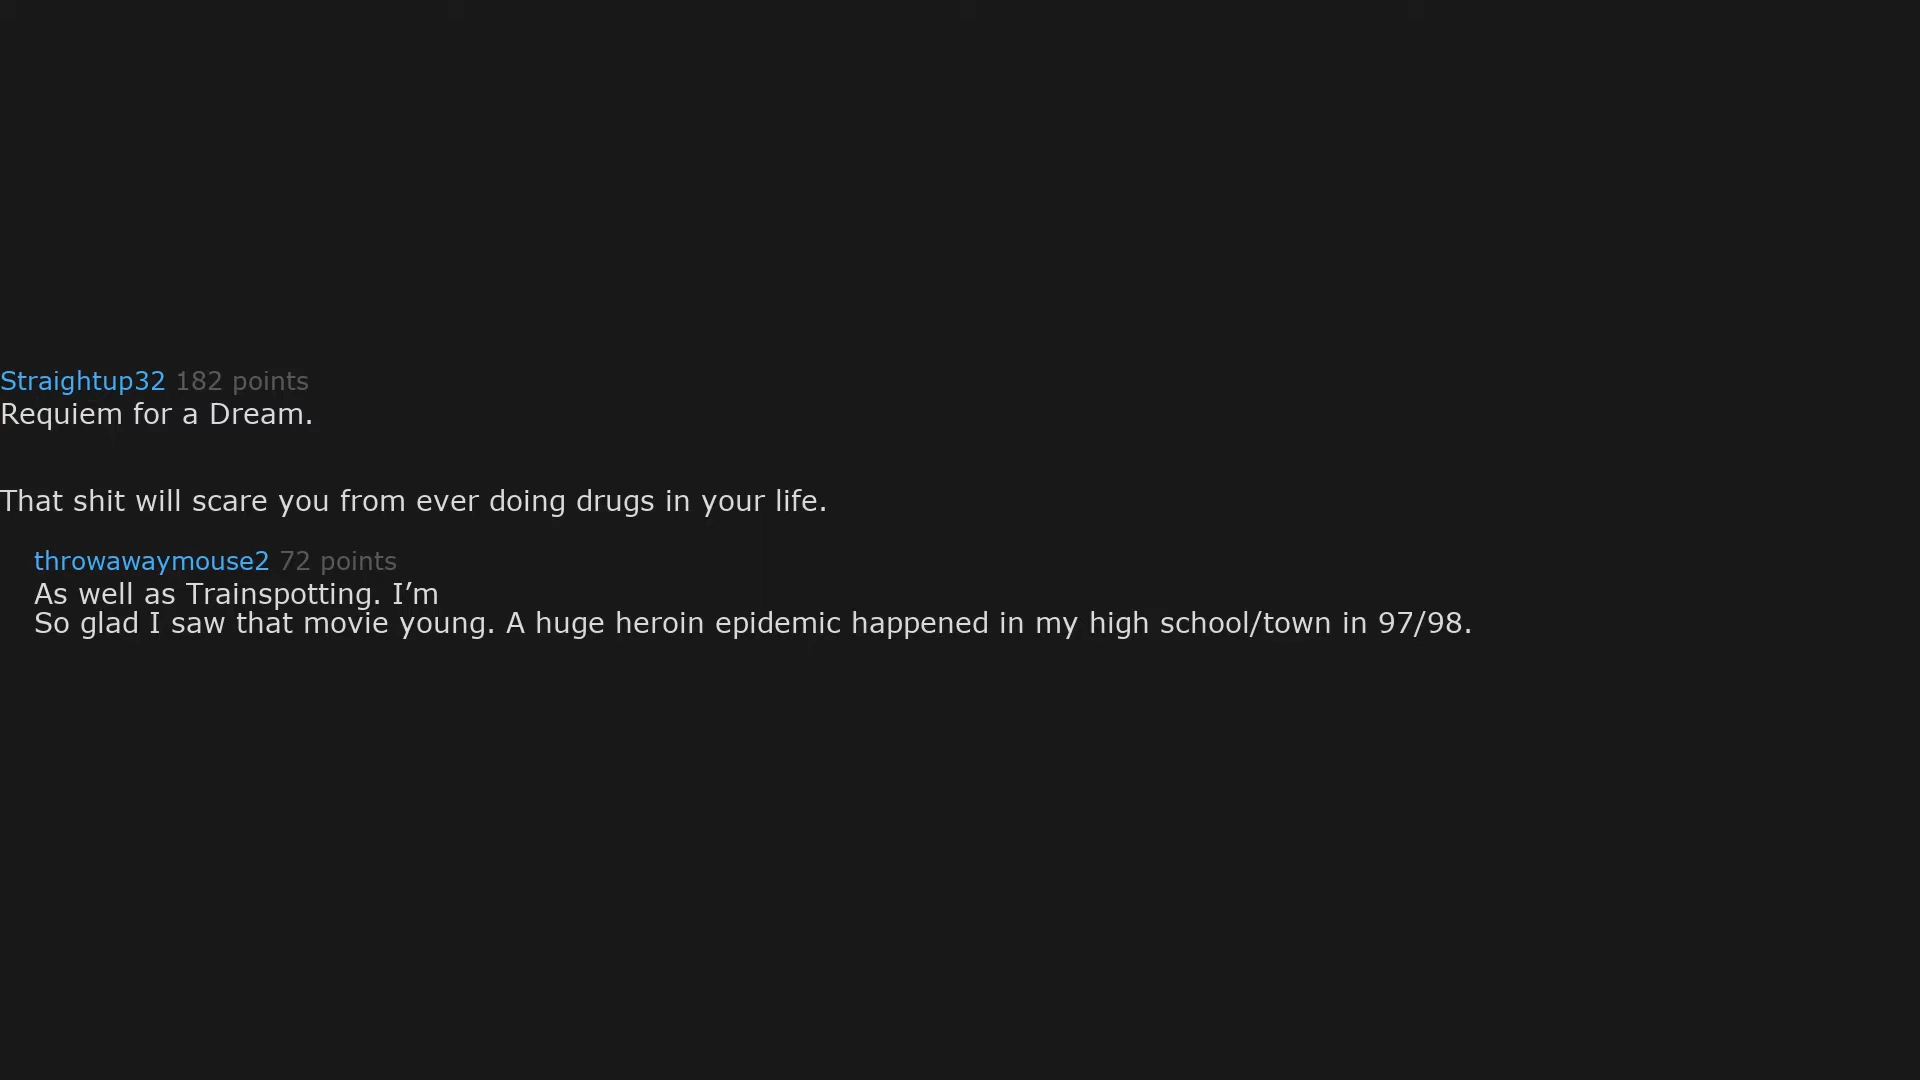 Straightup32 182 points
Requiem for a Dream.
That shit will scare you from ever doing drugs in your life.
throwawaymouse2 72 points
As well as Trainspotting. I’m
So glad I saw that movie young. A huge heroin epidemic happened in my high school/town in 97/98.